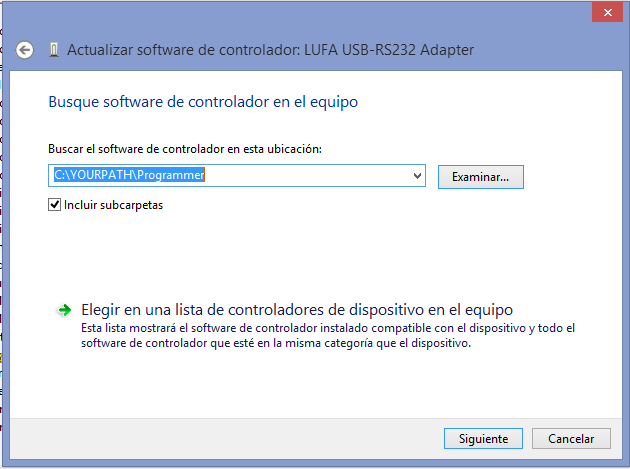 Actualizar software de controlador: LUFA USB-RS232 Adapter
Busque software de controlador en el equipo
Buscar el software de controlador en esta ubicación:
C:\YOURPATH\Programmer
Examinar...
Incluir subcarpetas
Elegir en una lista de controladores de dispositivo en el equipo
Esta lista mostrará el software de controlador instalado compatible con el dispositivo y todo el
software de controlador que esté en la misma categoría que el dispositivo.
Siguiente
Cancelar